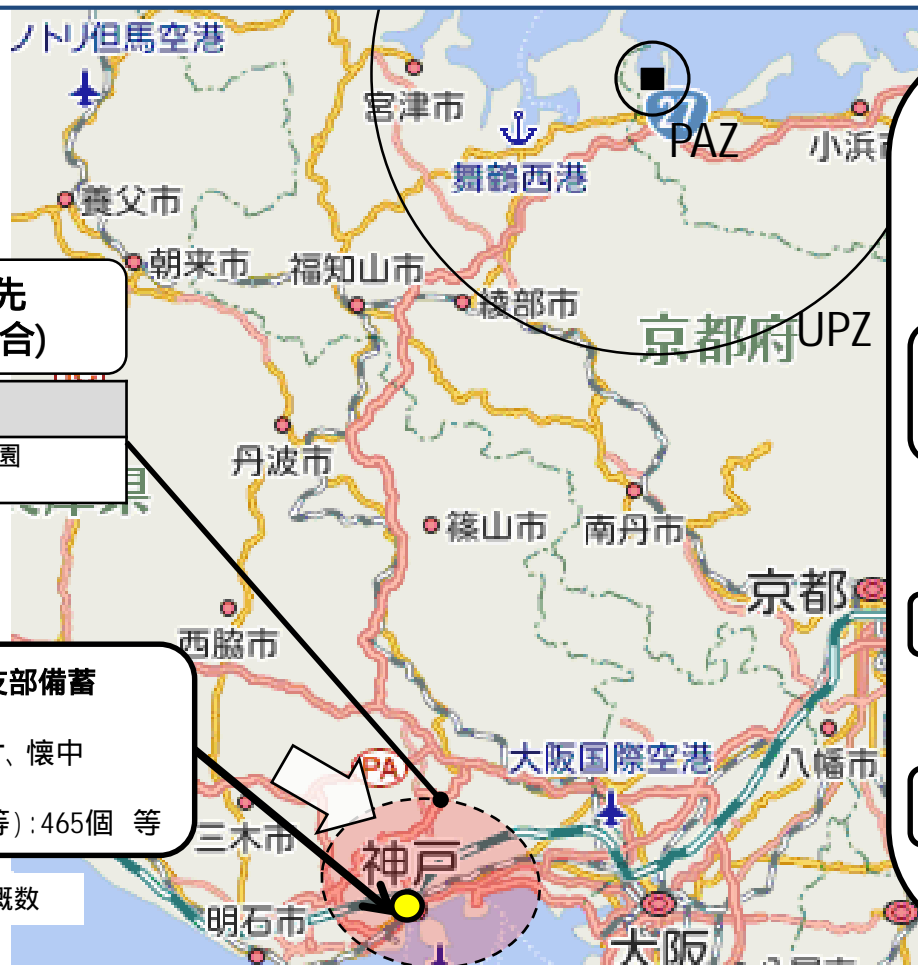 ノトリ但馬空港
宮津市
27
PAZ
小浜市
舞鶴西港
養父市
朝来市
福知山市
綾部市
先
合)
京都府
UPZ
園
丹波市
篠山市
南丹市
京都
西脇市
支部備蓄
、懐中
等):465個 等
大阪国際空港
八幡市
PA
三木市
神戸
概数
明石市
大阪